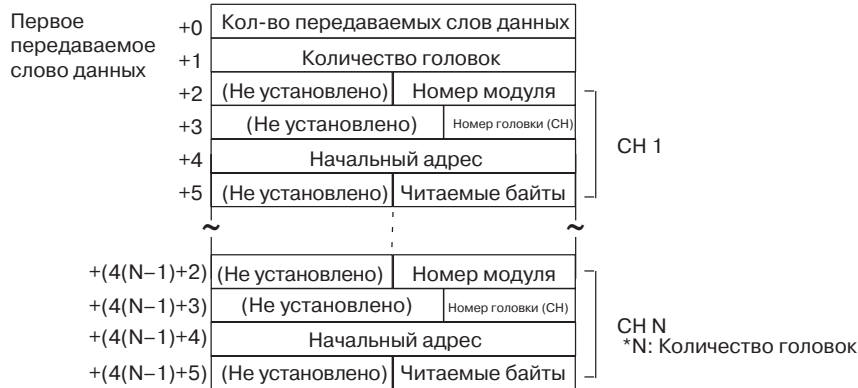 Первое
передаваемое
слово данных
+0 Кол-во передаваемых слов данных
+1 Количество головок
+2 (Не установлено) Номер модуля
+3 (Не установлено) Номер головки (CH)
+4 Начальный адрес
+5 (Не установлено) Читаемые байты
CH 1
~ ~
+(4(N–1)+2) (Не установлено) Номер модуля
+(4(N–1)+3) (Не установлено) Номер головки (CH)
+(4(N–1)+4) Начальный адрес
+(4(N–1)+5) (Не установлено) Читаемые байты
CH N
*N: Количество головок